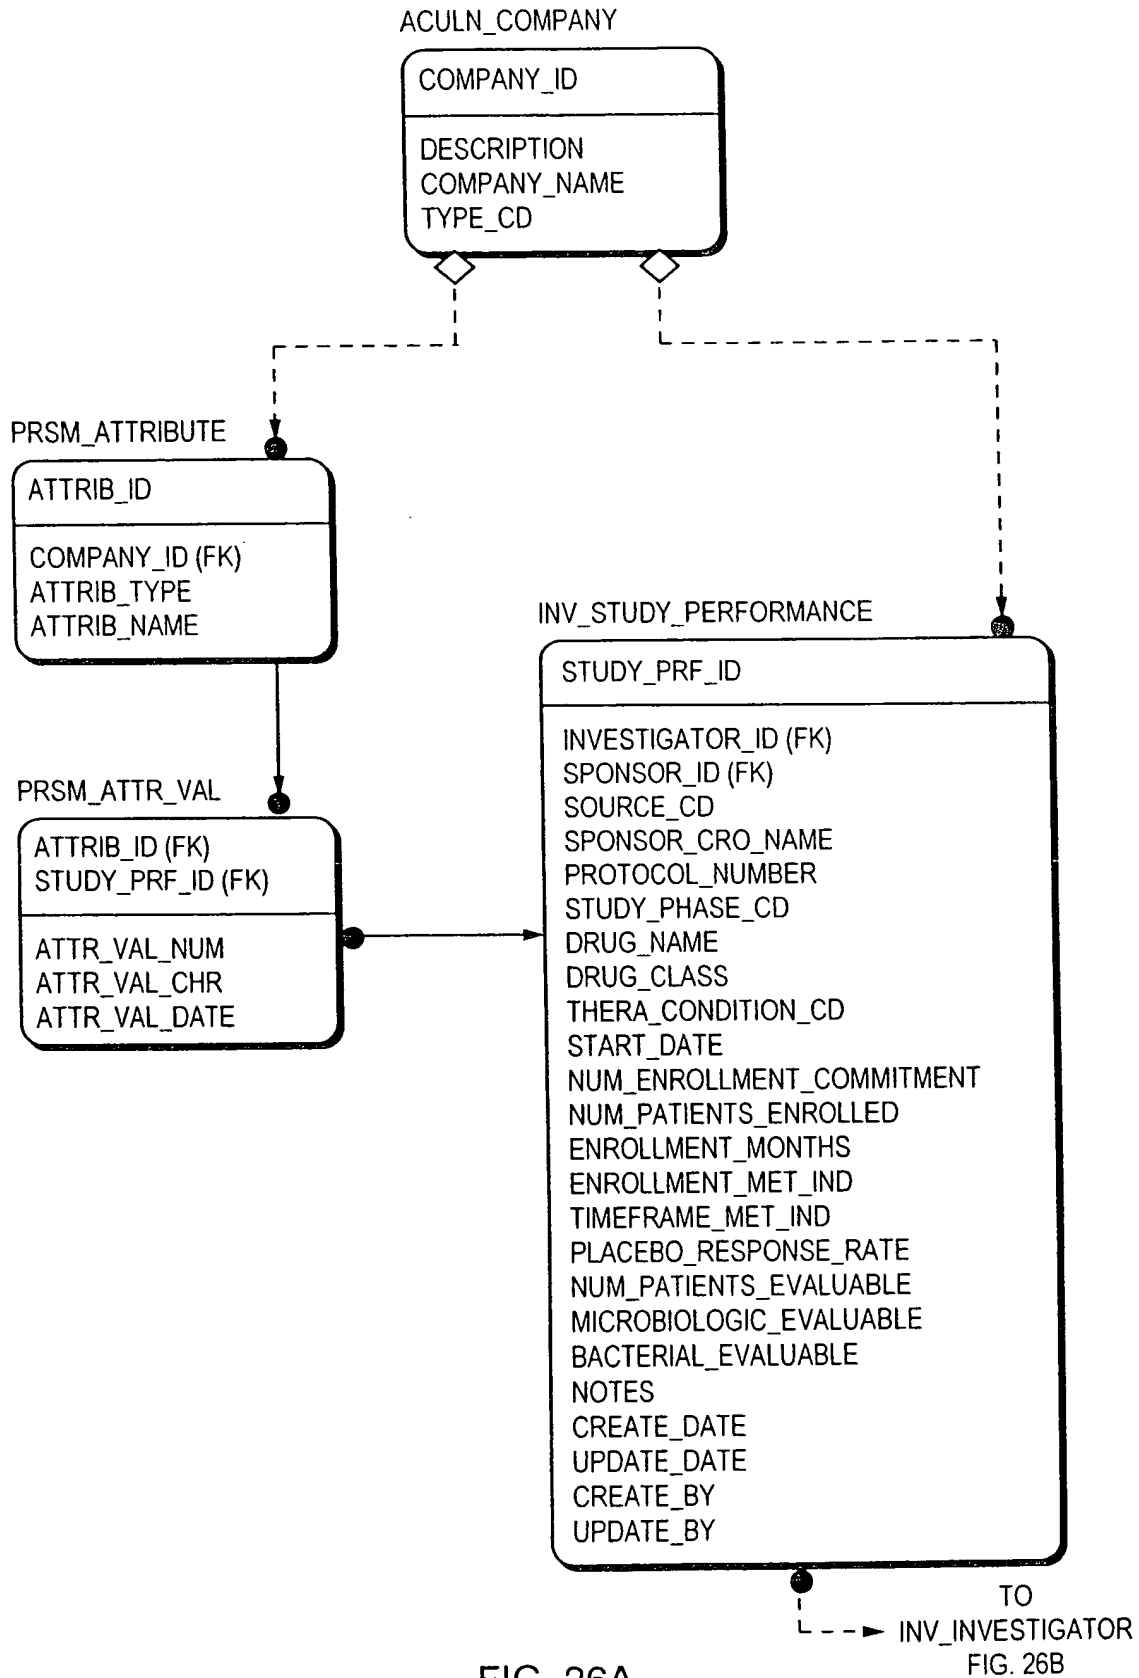 ACULN_COMPANY
COMPANY_ID
DESCRIPTION
COMPANY_NAME
TYPE_CD
PRSM_ATTRIBUTE
ATTRIB_ID
COMPANY_ID (FK)
ATTRIB_TYPE
ATTRIB_NAME
PRSM_ATTR_VAL
ATTRIB_ID (FK)
STUDY_PRF_ID (FK)
ATTR_VAL_NUM
ATTR_VAL_CHR
ATTR_VAL_DATE
INV_STUDY_PERFORMANCE
STUDY_PRF_ID
INVESTIGATOR_ID (FK)
SPONSOR_ID (FK)
SOURCE_CD
SPONSOR_CRO_NAME
PROTOCOL_NUMBER
STUDY_PHASE_CD
DRUG_NAME
DRUG_CLASS
THERA_CONDITION_CD
START_DATE
NUM_ENROLLMENT_COMMITMENT
NUM_PATIENTS_ENROLLED
ENROLLMENT_MONTHS
ENROLLMENT_MET_IND
TIMEFRAME_MET_IND
PLACEBO_RESPONSE_RATE
NUM_PATIENTS_EVALUABLE
MICROBIOLOGIC_EVALUABLE
BACTERIAL_EVALUABLE
NOTES
CREATE_DATE
UPDATE_DATE
CREATE_BY
UPDATE_BY
TO
INV_INVESTIGATOR
FIG. 26B
FIG. 26A